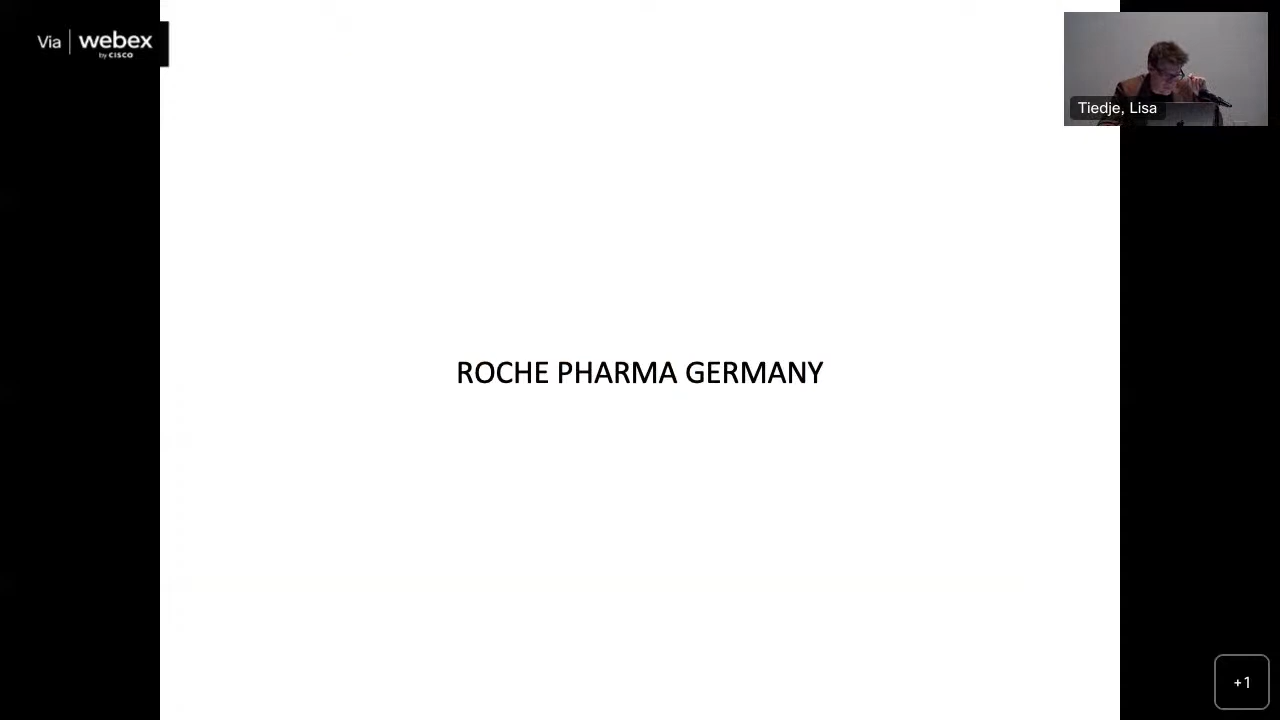 Via webex
by CISCO
Tiedje, Lisa
ROCHE PHARMA GERMANY
+1